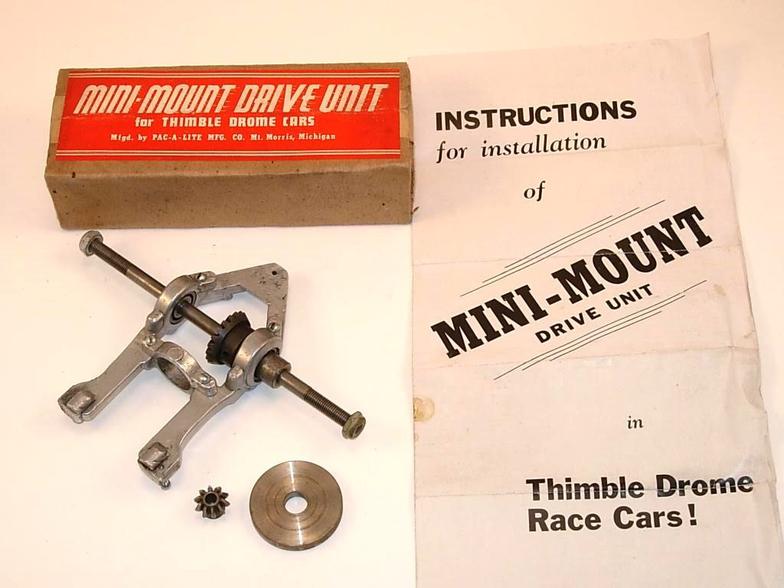 MINI-MOUNT DRIVE UNIT
for THIMBLE DROME CARS
Mfgd. by PAC-A-LITE MFG. CO. Mt. Morris, Michigan
INSTRUCTIONS
for installation
of
MINI-MOUNT
DRIVE UNIT
in
Thimble Drome
Race Cars!